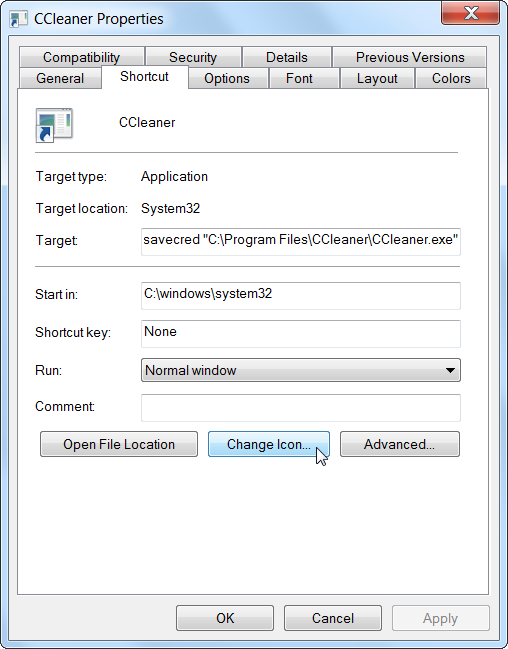 CCleaner Properties
Compatibility Security Details Previous Versions
General Shortcut Options Font Layout Colors
CCleaner
Target type: Application
Target location: System32
Target: savecred "C:\Program Files\CCleaner\CCleaner.exe"
Start in: C:\windows\system32
Shortcut key: None
Run: Normal window
Comment:
Open File Location Change Icon... Advanced...
OK Cancel Apply